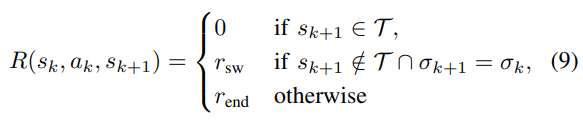 R(s_k, a_k, s_{k+1}) = { 0 if s_{k+1} ∈ 𝒯,
r_sw if s_{k+1} ∉ 𝒯 ∩ σ_{k+1} = σ_k, (9)
r_end otherwise